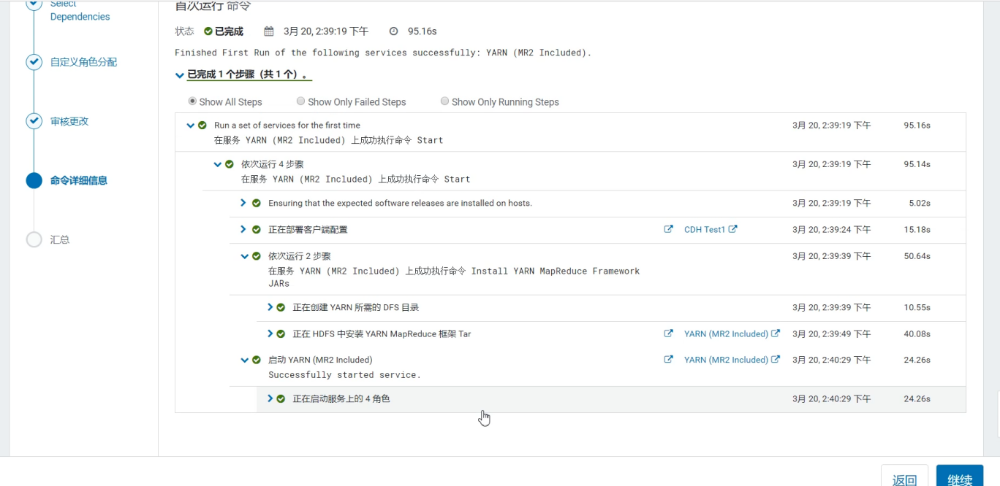 Select
Dependencies
自定义角色分配
审核更改
命令详细信息
汇总
首次运行 命令
状态 已完成 3月 20, 2:39:19 下午 95.16s
Finished First Run of the following services successfully: YARN (MR2 Included).
已完成 1 个步骤（共 1 个）。
Show All Steps Show Only Failed Steps Show Only Running Steps
Run a set of services for the first time 3月 20, 2:39:19 下午 95.16s
在服务 YARN (MR2 Included) 上成功执行命令 Start
依次运行 4 步骤 3月 20, 2:39:19 下午 95.14s
在服务 YARN (MR2 Included) 上成功执行命令 Start
Ensuring that the expected software releases are installed on hosts. 3月 20, 2:39:19 下午 5.02s
正在部署客户端配置 CDH Test1 3月 20, 2:39:24 下午 15.18s
依次运行 2 步骤 3月 20, 2:39:39 下午 50.64s
在服务 YARN (MR2 Included) 上成功执行命令 Install YARN MapReduce Framework
JARs
正在创建 YARN 所需的 DFS 目录 3月 20, 2:39:39 下午 10.55s
正在 HDFS 中安装 YARN MapReduce 框架 Tar YARN (MR2 Included) 3月 20, 2:39:49 下午 40.08s
启动 YARN (MR2 Included) YARN (MR2 Included) 3月 20, 2:40:29 下午 24.26s
Successfully started service.
正在启动服务上的 4 角色 3月 20, 2:40:29 下午 24.26s
返回 继续